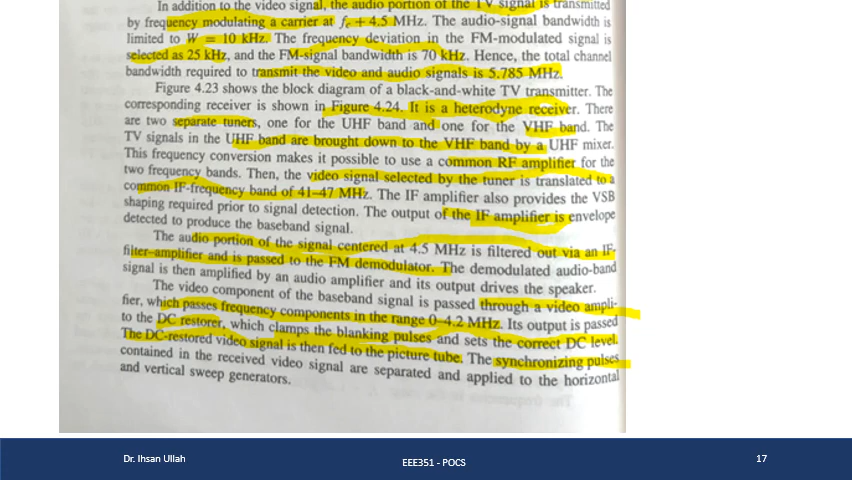 In addition to the video signal, the audio portion of the TV signal is transmitted
by frequency modulating a carrier at fc + 4.5 MHz. The audio-signal bandwidth is
limited to W = 10 kHz. The frequency deviation in the FM-modulated signal is
selected as 25 kHz, and the FM-signal bandwidth is 70 kHz. Hence, the total channel
bandwidth required to transmit the video and audio signals is 5.785 MHz.
Figure 4.23 shows the block diagram of a black-and-white TV transmitter. The
corresponding receiver is shown in Figure 4.24. It is a heterodyne receiver. There
are two separate tuners, one for the UHF band and one for the VHF band. The
TV signals in the UHF band are brought down to the VHF band by a UHF mixer.
This frequency conversion makes it possible to use a common RF amplifier for the
two frequency bands. Then, the video signal selected by the tuner is translated to a
common IF-frequency band of 41–47 MHz. The IF amplifier also provides the VSB
shaping required prior to signal detection. The output of the IF amplifier is envelope
detected to produce the baseband signal.
The audio portion of the signal centered at 4.5 MHz is filtered out via an IF-
filter-amplifier and is passed to the FM demodulator. The demodulated audio-band
signal is then amplified by an audio amplifier and its output drives the speaker.
The video component of the baseband signal is passed through a video ampli-
fier, which passes frequency components in the range 0–4.2 MHz. Its output is passed
to the DC restorer, which clamps the blanking pulses and sets the correct DC level.
The DC-restored video signal is then fed to the picture tube. The synchronizing pulses
contained in the received video signal are separated and applied to the horizontal
and vertical sweep generators.
Dr. Ihsan Ullah
EEE351 - POCS
17